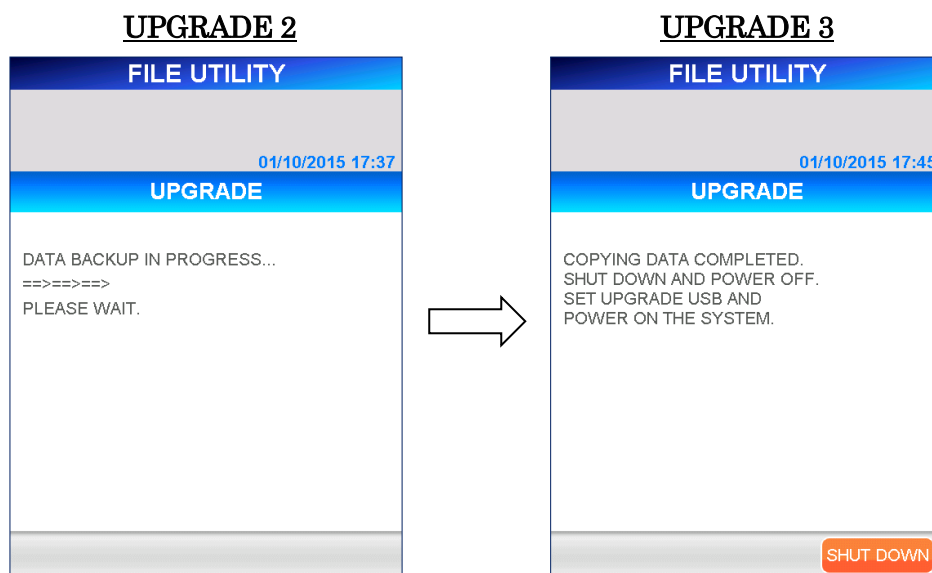 UPGRADE 2
FILE UTILITY
01/10/2015 17:37
UPGRADE
DATA BACKUP IN PROGRESS...
==>==>==>
PLEASE WAIT.
UPGRADE 3
FILE UTILITY
01/10/2015 17:45
UPGRADE
COPYING DATA COMPLETED.
SHUT DOWN AND POWER OFF.
SET UPGRADE USB AND
POWER ON THE SYSTEM.
SHUT DOWN